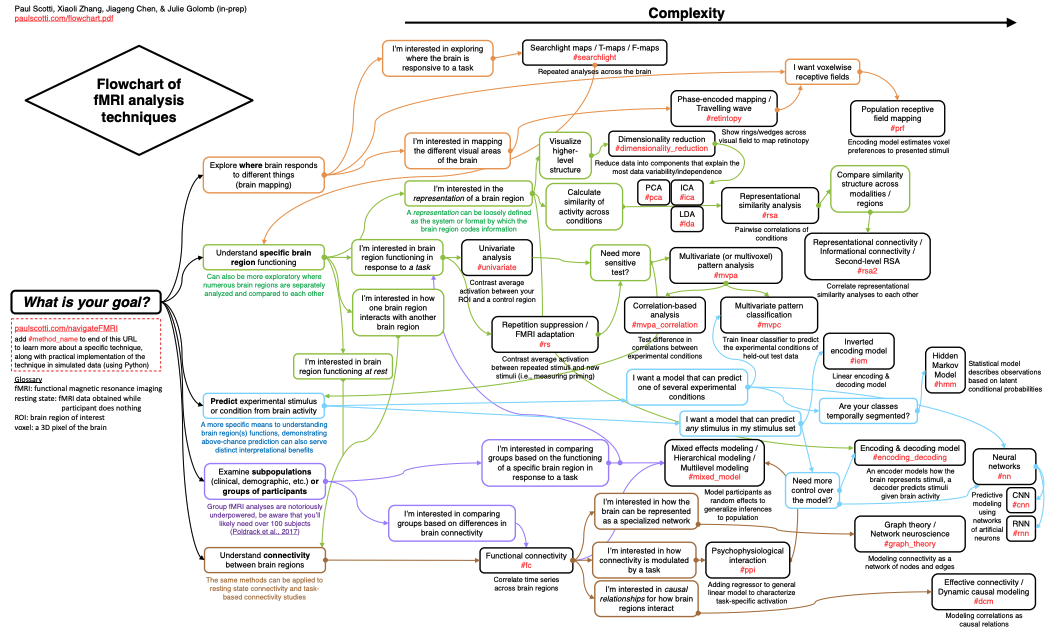 Paul Scotti, Xiaoli Zhang, Jiageng Chen, & Julie Golomb (in-prep)
paulscotti.com/flowchart.pdf
Complexity
Flowchart of
fMRI analysis
techniques
I'm interested in exploring
where the brain is
responsive to a task
Searchlight maps / T-maps / F-maps
#searchlight
Repeated analyses across the brain
I want voxelwise
receptive fields
Phase-encoded mapping /
Travelling wave
#retintopy
Show rings/wedges across
visual field to map retinotopy
Population receptive
field mapping
#prf
Encoding model estimates voxel
preferences to presented stimuli
Explore where brain responds
to different things
(brain mapping)
I'm interested in mapping
the different visual areas
of the brain
Visualize
higher-
level
structure
Dimensionality reduction
#dimensionality_reduction
Reduce data into components that explain the
most data variability/independence
PCA
#pca
ICA
#ica
LDA
#lda
I'm interested in the
representation of a brain region
A representation can be loosely defined
as the system or format by which the
brain region codes information
Calculate
similarity of
activity across
conditions
Representational
similarity analysis
#rsa
Pairwise correlations of
conditions
Compare similarity
structure across
modalities /
regions
Representational connectivity /
Informational connectivity /
Second-level RSA
#rsa2
Correlate representational
similarity analyses to each other
Understand specific brain
region functioning
Can also be more exploratory where
numerous brain regions are separately
analyzed and compared to each other
I'm interested in brain
region functioning in
response to a task
Univariate
analysis
#univariate
Contrast average
activation between your
ROI and a control region
Need more
sensitive
test?
Multivariate (or multivoxel)
pattern analysis
#mvpa
What is your goal?
I'm interested in how
one brain region
interacts with another
brain region
Repetition suppression /
FMRI adaptation
#rs
Contrast average activation
between repeated stimuli and new
stimuli (i.e., measuring priming)
Correlation-based
analysis
#mvpa_correlation
Test difference in
correlations between
experimental conditions
Multivariate pattern
classification
#mvpc
Train linear classifier to predict
the experimental conditions of
held-out test data
Inverted
encoding model
#iem
Linear encoding &
decoding model
Hidden
Markov
Model
#hmm
Statistical model
describes observations
based on latent
conditional probabilities
paulscotti.com/navigateFMRI
add #method_name to end of this URL
to learn more about a specific technique,
along with practical implementation of the
technique in simulated data (using Python)
Glossary
fMRI: functional magnetic resonance imaging
resting state: fMRI data obtained while
participant does nothing
ROI: brain region of interest
voxel: a 3D pixel of the brain
I'm interested in brain
region functioning at rest
Predict experimental stimulus
or condition from brain activity
A more specific means to understanding
brain region(s) functions, demonstrating
above-chance prediction can also serve
distinct interpretational benefits
I want a model that can predict
one of several experimental
conditions
I want a model that can predict
any stimulus in my stimulus set
Are your classes
temporally segmented?
Examine subpopulations
(clinical, demographic, etc.) or
groups of participants
Group fMRI analyses are notoriously
underpowered, be aware that you'll
likely need over 100 subjects
(Poldrack et al., 2017)
I'm interested in comparing
groups based on the functioning
of a specific brain region in
response to a task
Mixed effects modeling /
Hierarchical modeling /
Multilevel modeling
#mixed_model
Model participants as
random effects to
generalize inferences
to population
Need more
control over
the model?
Encoding & decoding model
#encoding_decoding
An encoder models how the
brain represents stimuli, a
decoder predicts stimuli
given brain activity
Neural
networks
#nn
Predictive
modeling
using
networks
of artificial
neurons
CNN
#cnn
RNN
#rnn
I'm interested in comparing
groups based on differences in
brain connectivity
I'm interested in how the
brain can be represented
as a specialized network
Graph theory /
Network neuroscience
#graph_theory
Modeling connectivity as a
network of nodes and edges
Understand connectivity
between brain regions
The same methods can be applied to
resting state connectivity and task-
based connectivity studies
Functional connectivity
#fc
Correlate time series
across brain regions
I'm interested in how
connectivity is modulated
by a task
Psychophysiological
interaction
#ppi
Adding regressor to general
linear model to characterize
task-specific activation
I'm interested in causal
relationships for how brain
regions interact
Effective connectivity /
Dynamic causal modeling
#dcm
Modeling correlations as
causal relations